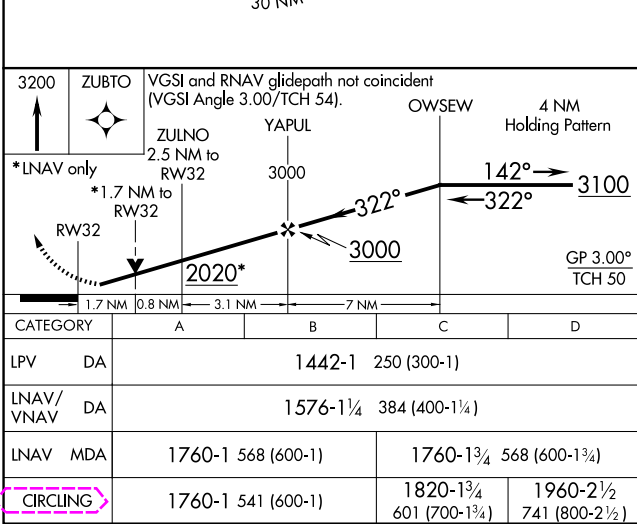 30 NM
3200
ZUBTO
VGSI and RNAV glidepath not coincident
(VGSI Angle 3.00/TCH 54).
OWSEW
4 NM
Holding Pattern
YAPUL
ZULNO
2.5 NM to
RW32
*LNAV only
*1.7 NM to
RW32
RW32
3000
142°
322°
322°
3100
3000
2020*
GP 3.00°
TCH 50
1.7 NM 0.8 NM 3.1 NM 7 NM
CATEGORY A B C D
LPV DA 1442-1 250 (300-1)
LNAV/
VNAV DA 1576-1¼ 384 (400-1¼)
LNAV MDA 1760-1 568 (600-1) 1760-1¾ 568 (600-1¾)
CIRCLING 1760-1 541 (600-1) 1820-1¾ 1960-2½
601 (700-1¾) 741 (800-2½)